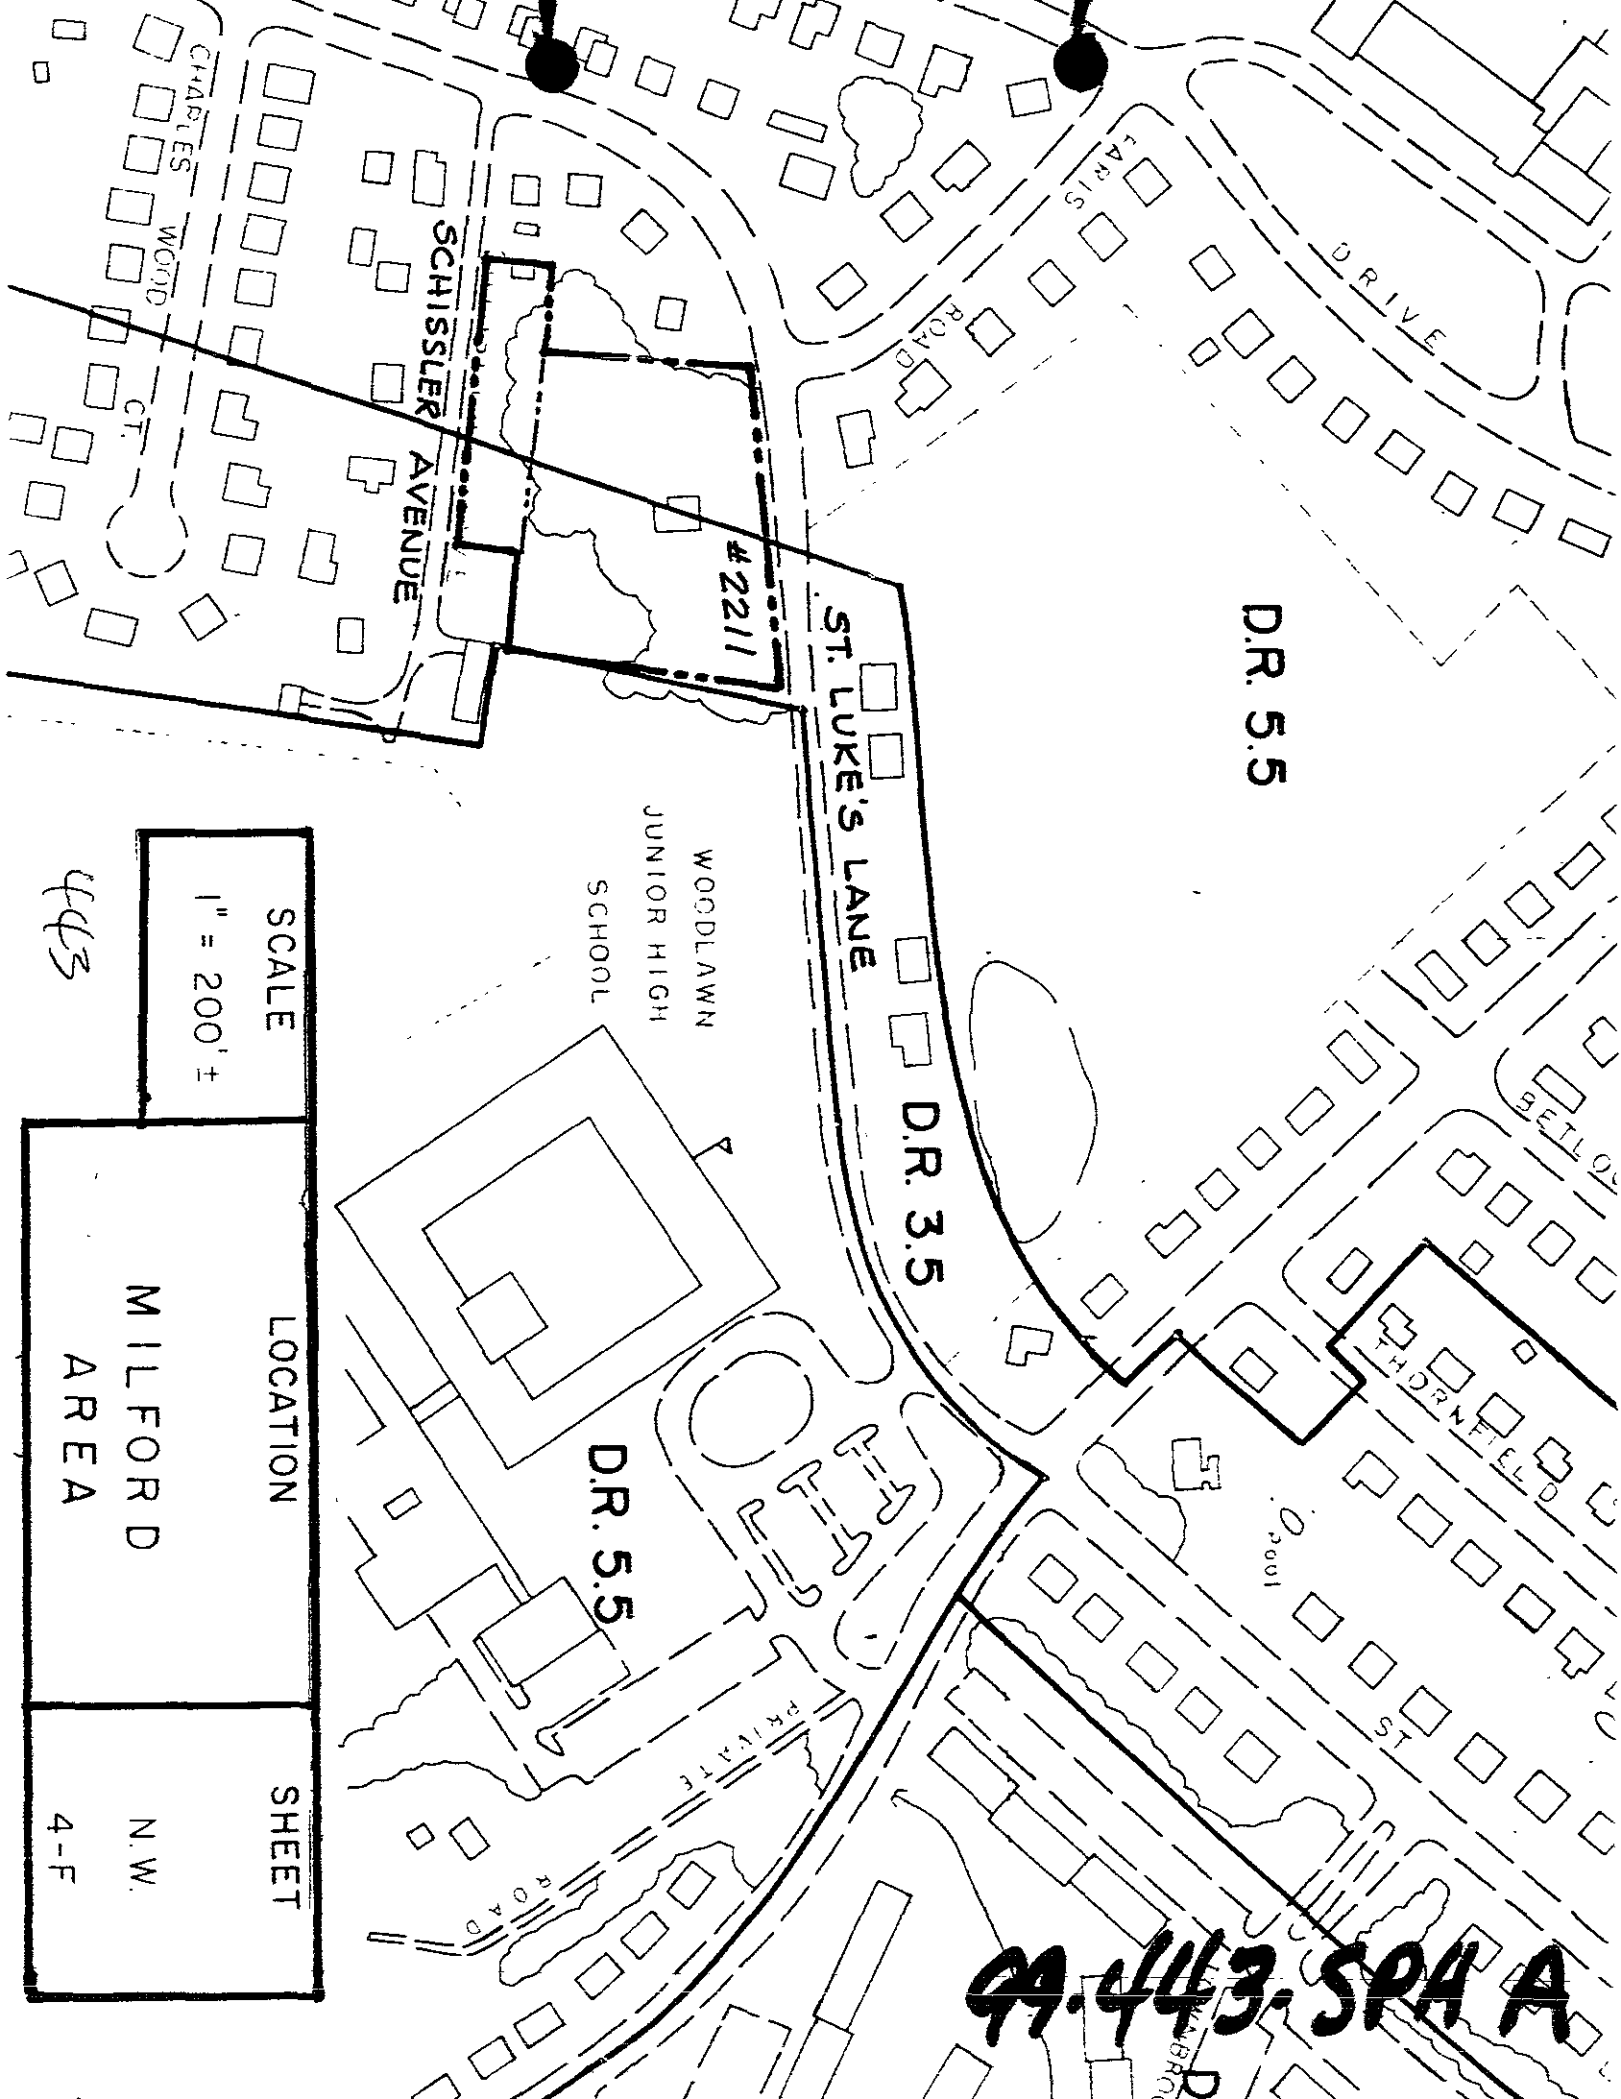 CHARLES WOOD CT.
SCHISSLER AVENUE
#2211
ST. LUKE'S LANE
FARIS ROAD
DRIVE
D.R. 5.5
D.R. 3.5
WOODLAWN
JUNIOR HIGH
SCHOOL
D.R. 5.5
THORNFIELD
Pool
ST
PRIVATE ROAD
SCALE
1" = 200' ±
LOCATION
MILFORD
AREA
SHEET
N.W.
4-F
443
99.443.SPH A
D